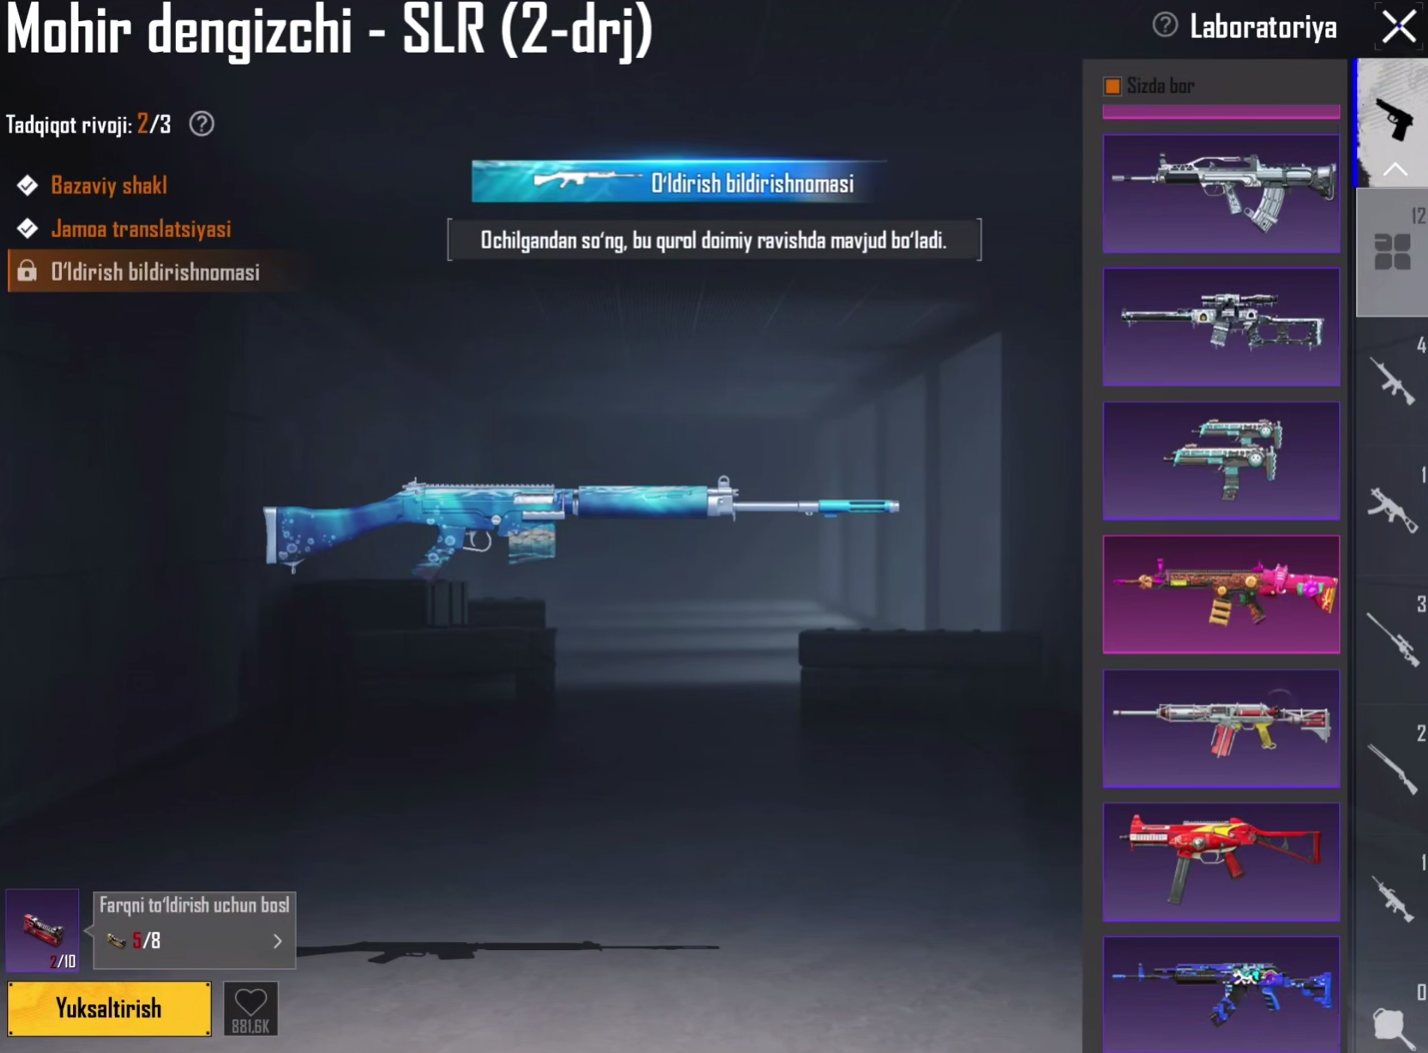 Mohir dengizchi - SLR (2-drj)
Laboratoriya
Sizda bor
Tadqiqot rivoji: 2/3
Bazaviy shakl
Jamoa translatsiyasi
O'ldirish bildirishnomasi
O'ldirish bildirishnomasi
Ochilgandan so'ng, bu qurol doimiy ravishda mavjud bo'ladi.
12
4
1
3
2
1
0
Farqni to'ldirish uchun bosl
5/8
2/10
Yuksaltirish
881,6K